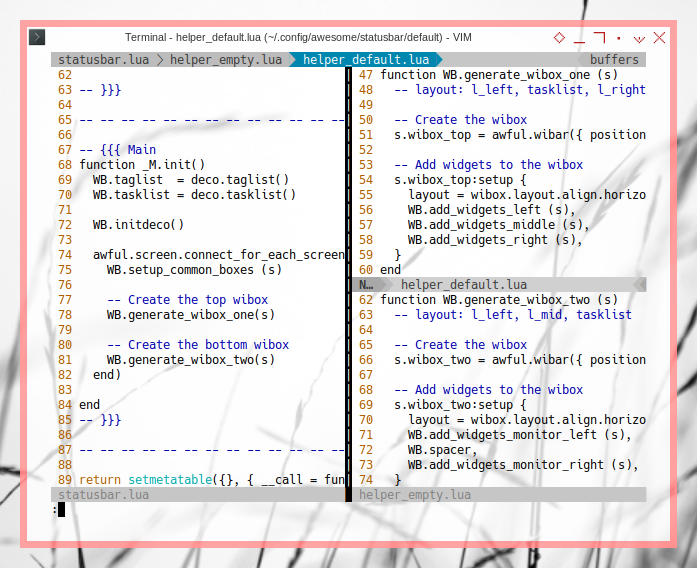 Terminal - helper_default.lua (~/.config/awesome/statusbar/default) - VIM
statusbar.lua helper_empty.lua helper_default.lua buffers
62
63 -- }}}
64
65 -- -- -- -- -- -- -- -- -- -- -- -- --
66
67 -- {{{ Main
68 function _M.init()
69   WB.taglist  = deco.taglist()
70   WB.tasklist = deco.tasklist()
71
72   WB.initdeco()
73
74   awful.screen.connect_for_each_screen
75     WB.setup_common_boxes (s)
76
77     -- Create the top wibox
78     WB.generate_wibox_one(s)
79
80     -- Create the bottom wibox
81     WB.generate_wibox_two(s)
82   end)
83
84 end
85 -- }}}
86
87 -- -- -- -- -- -- -- -- -- -- -- -- --
88
89 return setmetatable({}, { __call = fun
statusbar.lua
:
47 function WB.generate_wibox_one (s)
48   -- layout: l_left, tasklist, l_right
49
50   -- Create the wibox
51   s.wibox_top = awful.wibar({ position
52
53   -- Add widgets to the wibox
54   s.wibox_top:setup {
55     layout = wibox.layout.align.horizo
56     WB.add_widgets_left (s),
57     WB.add_widgets_middle (s),
58     WB.add_widgets_right (s),
59   }
60 end
N… helper_default.lua
62 function WB.generate_wibox_two (s)
63   -- layout: l_left, l_mid, tasklist
64
65   -- Create the wibox
66   s.wibox_two = awful.wibar({ position
67
68   -- Add widgets to the wibox
69   s.wibox_two:setup {
70     layout = wibox.layout.align.horizo
71     WB.add_widgets_monitor_left (s),
72     WB.spacer,
73     WB.add_widgets_monitor_right (s),
74   }
helper_empty.lua